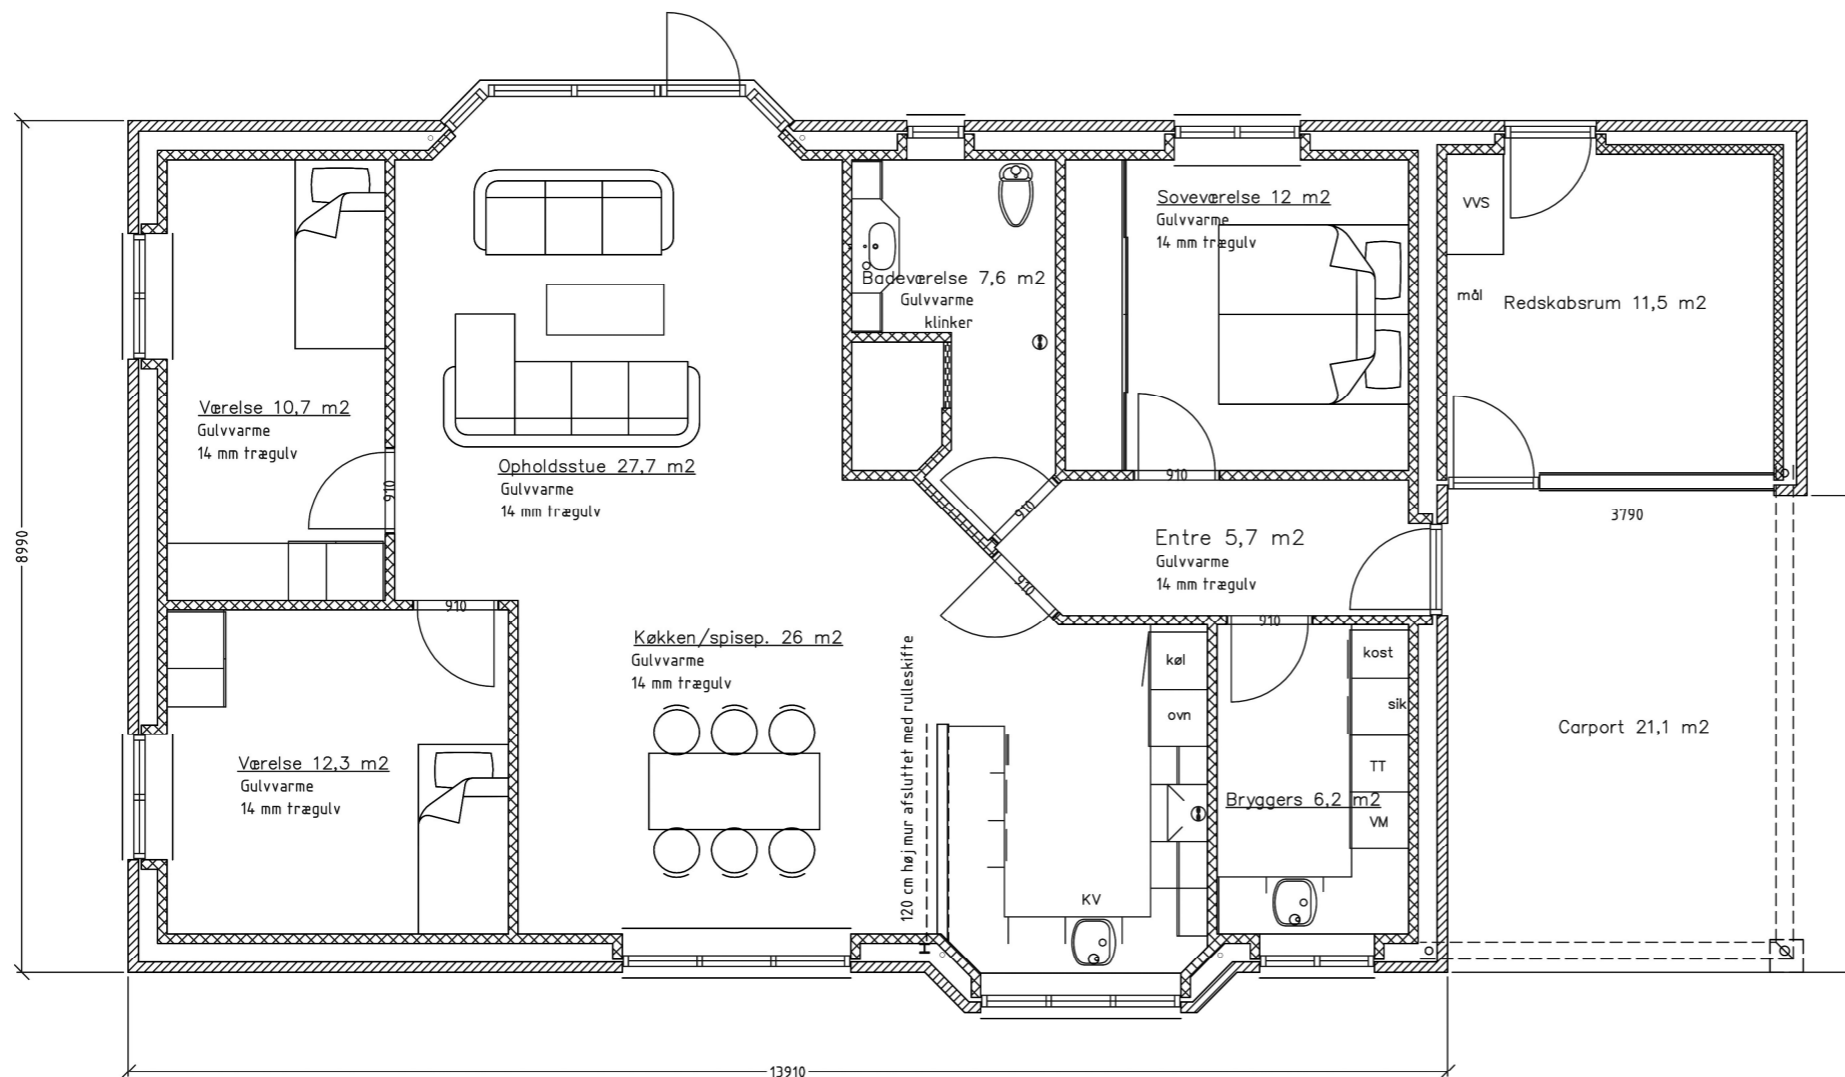 Soveværelse 12 m2
Gulvvarme
14 mm trægulv
VVS
Badeværelse 7,6 m2
Gulvvarme
klinker
mål
Redskabsrum 11,5 m2
Værelse 10,7 m2
Gulvvarme
14 mm trægulv
910
Opholdsstue 27,7 m2
Gulvvarme
14 mm trægulv
910
910
3790
8990
Entre 5,7 m2
Gulvvarme
14 mm trægulv
910
910
910
Køkken/spisep. 26 m2
Gulvvarme
14 mm trægulv
120 cm høj mur afsluttet med rulleskifte
køl
ovn
kost
sik
TT
VM
Carport 21,1 m2
Værelse 12,3 m2
Gulvvarme
14 mm trægulv
Bryggers 6,2 m2
KV
13910